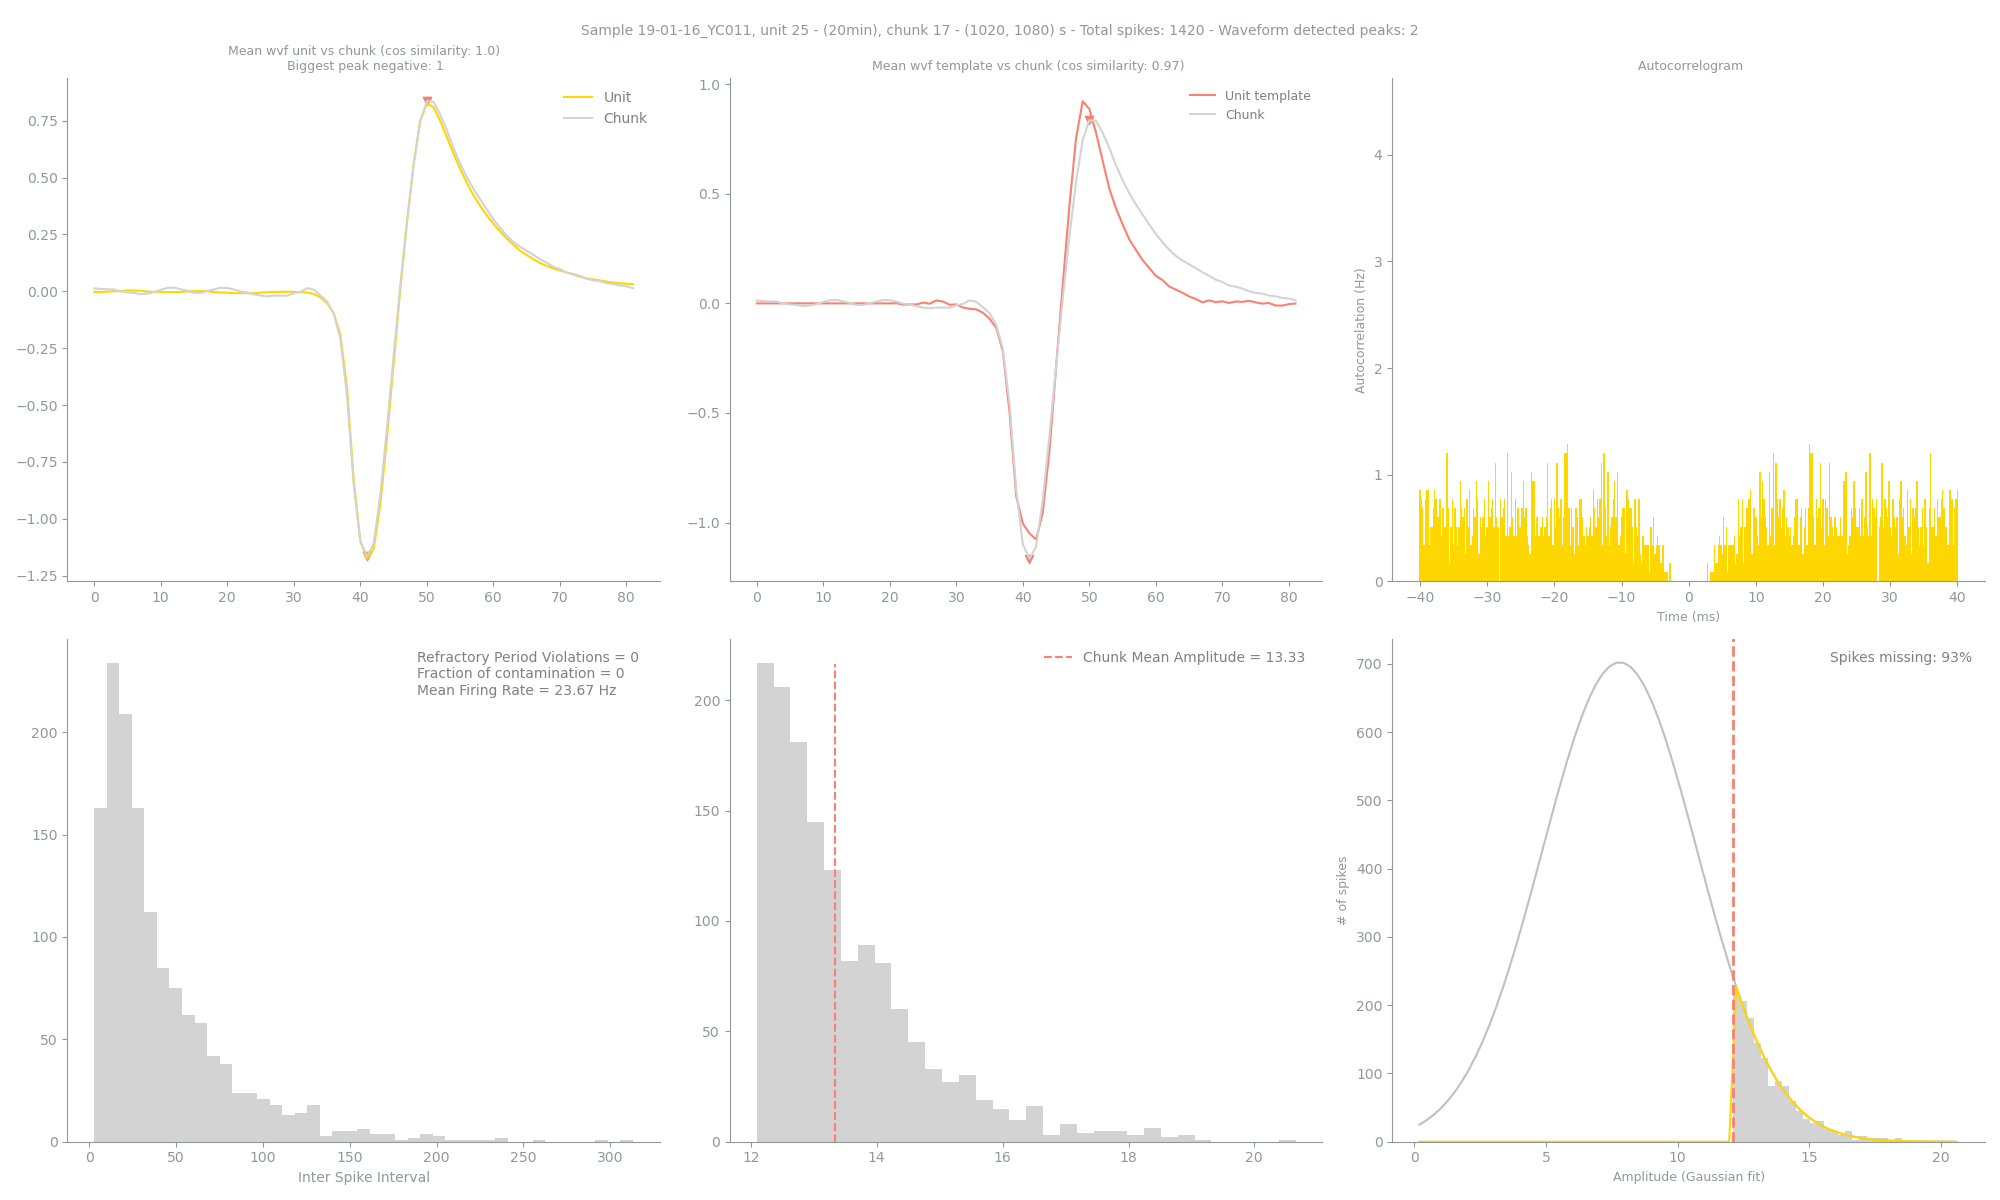 Sample 19-01-16_YC011, unit 25 - (20min), chunk 17 - (1020, 1080) s - Total spikes: 1420 - Waveform detected peaks: 2
Mean wvf unit vs chunk (cos similarity: 1.0)
Biggest peak negative: 1
Unit
Chunk
0.75
0.50
0.25
0.00
−0.25
−0.50
−0.75
−1.00
−1.25
0 10 20 30 40 50 60 70 80
Mean wvf template vs chunk (cos similarity: 0.97)
Unit template
Chunk
1.0
0.5
0.0
−0.5
−1.0
0 10 20 30 40 50 60 70 80
Autocorrelogram
Autocorrelation (Hz)
4
3
2
1
0
−40 −30 −20 −10 0 10 20 30 40
Time (ms)
Refractory Period Violations = 0
Fraction of contamination = 0
Mean Firing Rate = 23.67 Hz
200
150
100
50
0
0 50 100 150 200 250 300
Inter Spike Interval
Chunk Mean Amplitude = 13.33
200
150
100
50
0
12 14 16 18 20
Spikes missing: 93%
# of spikes
700
600
500
400
300
200
100
0
0 5 10 15 20
Amplitude (Gaussian fit)